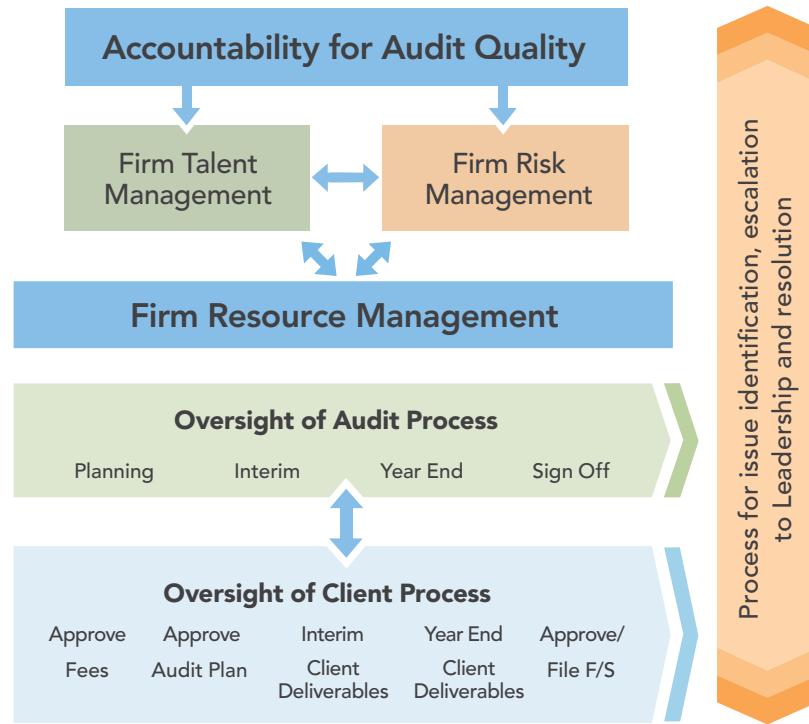 Accountability for Audit Quality
Firm Talent
Management
Firm Risk
Management
Firm Resource Management
Oversight of Audit Process
Planning
Interim
Year End
Sign Off
Oversight of Client Process
Approve
Fees
Approve
Audit Plan
Interim
Client
Deliverables
Year End
Client
Deliverables
Approve/
File F/S
Process for issue identification, escalation
to Leadership and resolution